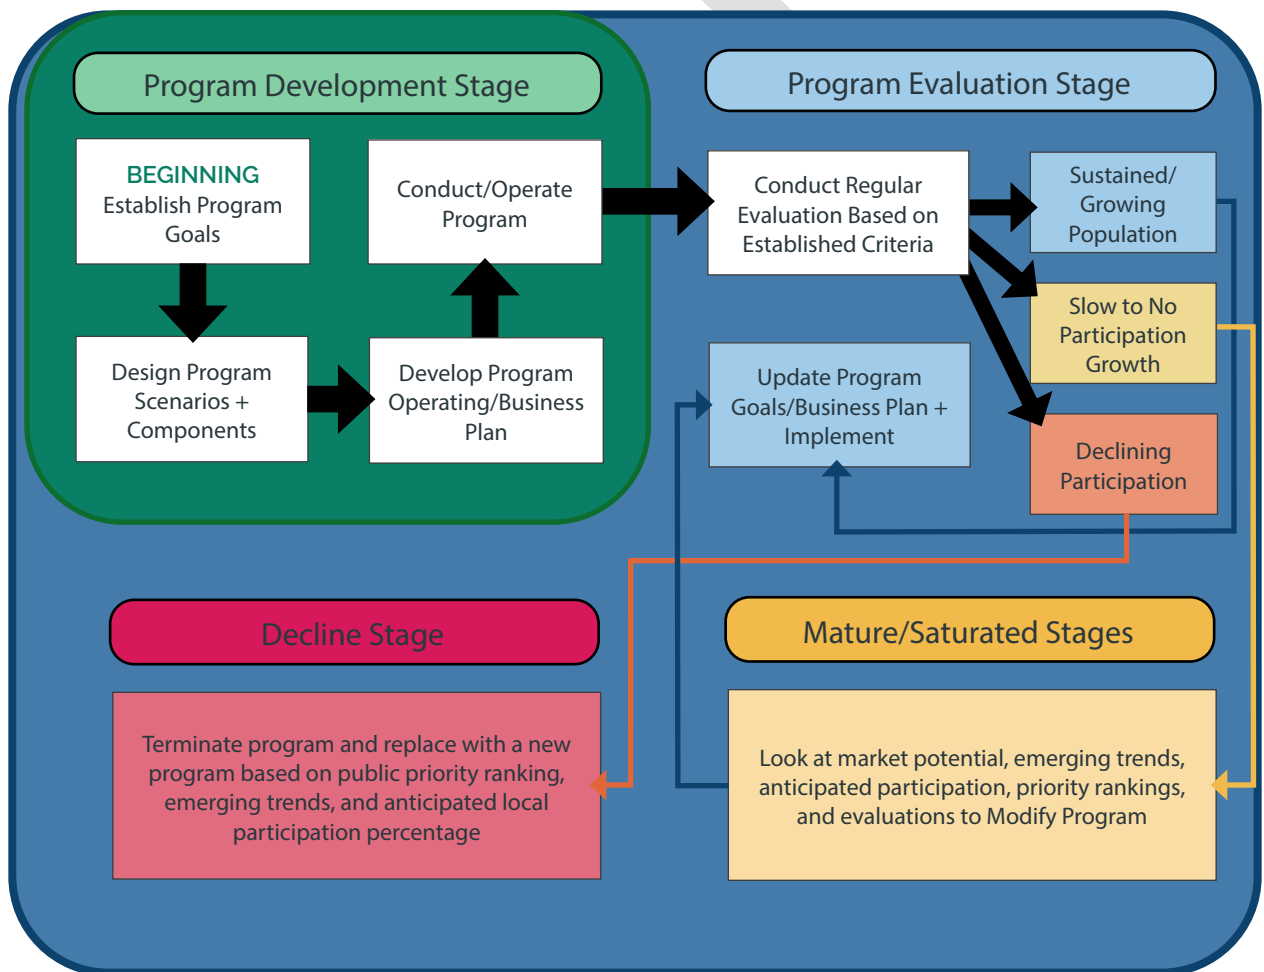 Program Development Stage
BEGINNING
Establish Program
Goals
Design Program
Scenarios +
Components
Develop Program
Operating/Business
Plan
Conduct/Operate
Program
Program Evaluation Stage
Conduct Regular
Evaluation Based on
Established Criteria
Sustained/
Growing
Population
Slow to No
Participation
Growth
Declining
Participation
Update Program
Goals/Business Plan +
Implement
Decline Stage
Terminate program and replace with a new
program based on public priority ranking,
emerging trends, and anticipated local
participation percentage
Mature/Saturated Stages
Look at market potential, emerging trends,
anticipated participation, priority rankings,
and evaluations to Modify Program